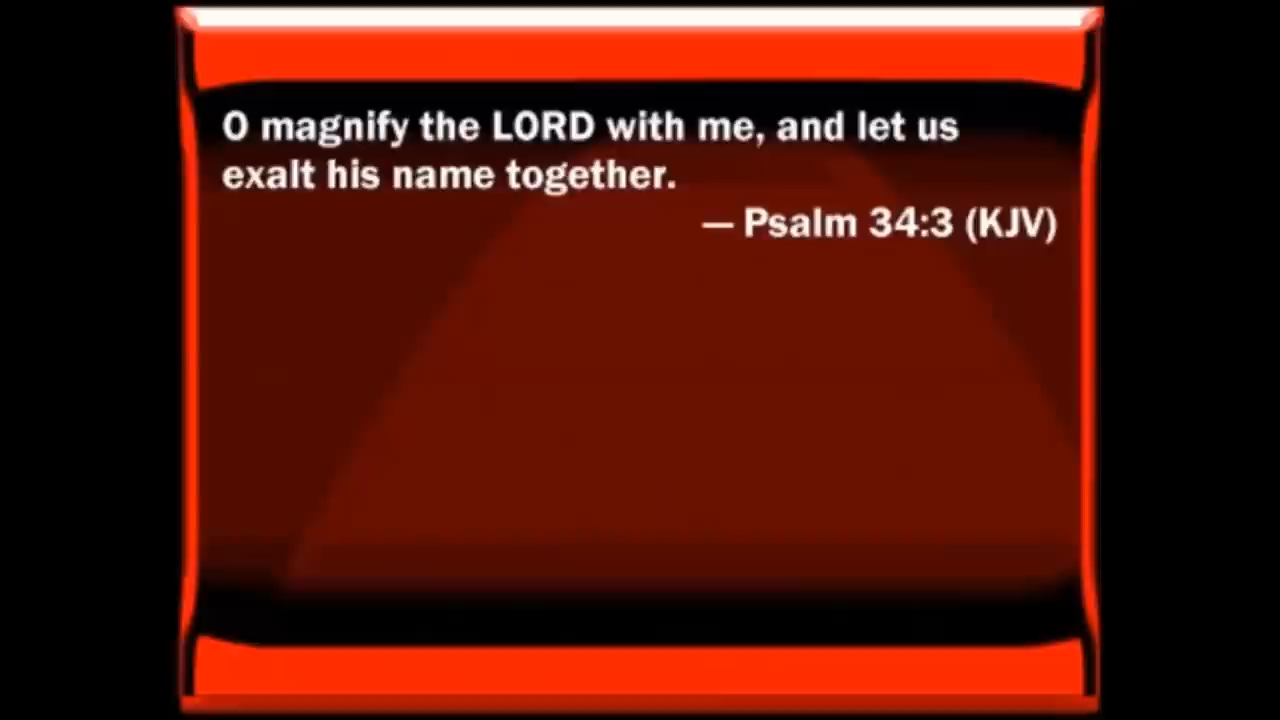 O magnify the LORD with me, and let us
exalt his name together.
— Psalm 34:3 (KJV)